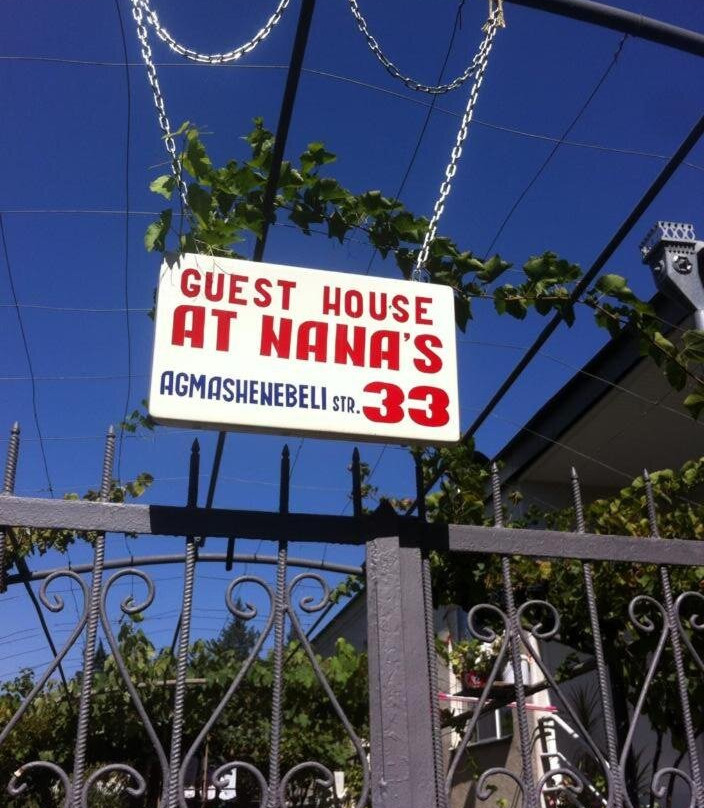 GUEST HOUSE
AT NANA'S
AGMASHENEBELI STR. 33